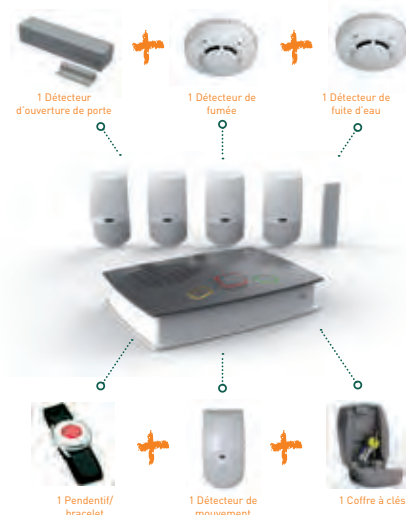 1 Détecteur
d'ouverture de porte
1 Détecteur de
fumée
1 Détecteur de
fuite d'eau
1 Pendentif/
bracelet
1 Détecteur de
mouvement
1 Coffre à clés